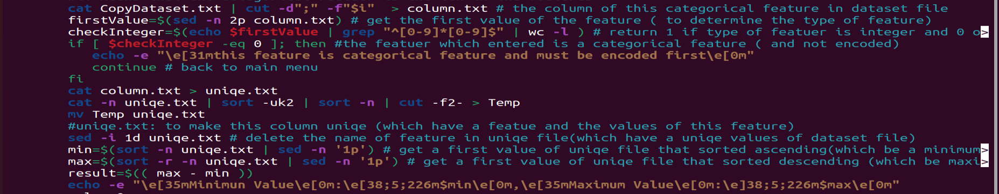 cat CopyDataset.txt | cut -d";" -f"$i"  > column.txt # the column of this categorical feature in dataset file
firstValue=$(sed -n 2p column.txt) # get the first value of the feature ( to determine the type of feature)
checkInteger=$(echo $firstValue | grep "^[0-9]*[0-9]$" | wc -l ) # return 1 if type of featuer is integer and 0 o>
if [ $checkInteger -eq 0 ]; then #the featuer which entered is a categorical feature ( and not encoded)
   echo -e "\e[31mthis feature is categorical feature and must be encoded first\e[0m"
   continue # back to main menu
fi
cat column.txt > uniqe.txt
cat -n uniqe.txt | sort -uk2 | sort -n | cut -f2- > Temp
mv Temp uniqe.txt
#uniqe.txt: to make this column uniqe (which have a featue and the values of this feature)
sed -i 1d uniqe.txt # delete the name of feature in uniqe file(which have a uniqe values of dataset file)
min=$(sort -n uniqe.txt | sed -n '1p') # get a first value of uniqe file that sorted ascending(which be a minimum>
max=$(sort -r -n uniqe.txt | sed -n '1p') # get a first value of uniqe file that sorted descending (which be maxi>
result=$(( max - min ))
echo -e "\e[35mMinimun Value\e[0m:\e[38;5;226m$min\e[0m,\e[35mMaximum Value\e[0m:\e]38;5;226m$max\e[0m"